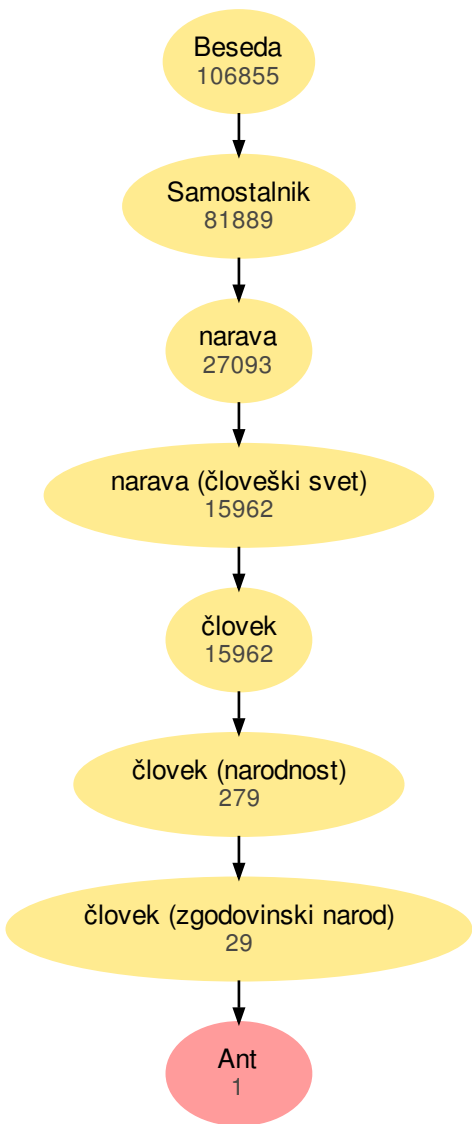 Beseda
106855
Samostalnik
81889
narava
27093
narava (človeški svet)
15962
človek
15962
človek (narodnost)
279
človek (zgodovinski narod)
29
Ant
1